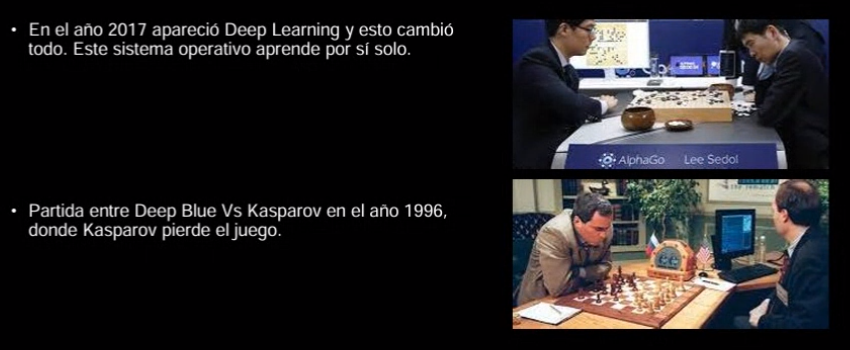 • En el año 2017 apareció Deep Learning y esto cambió
todo. Este sistema operativo aprende por sí solo.
AlphaGo Lee Sedol
• Partida entre Deep Blue Vs Kasparov en el año 1996,
donde Kasparov pierde el juego.